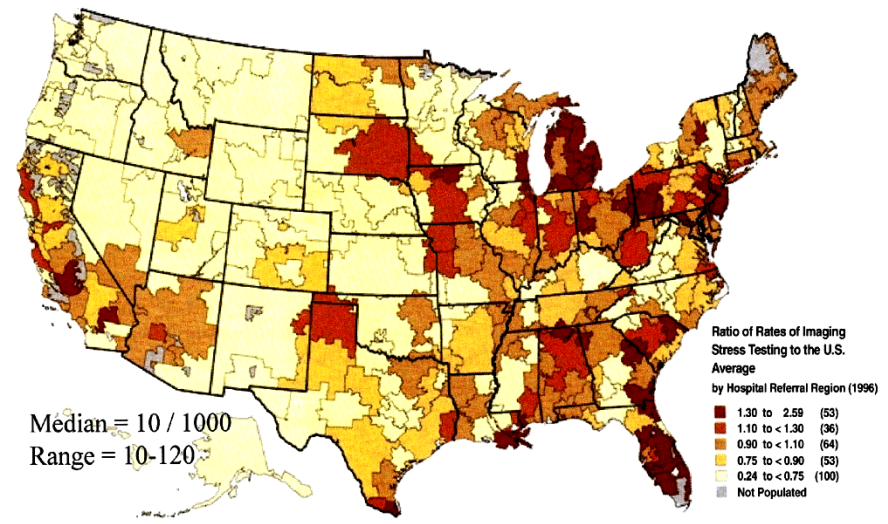 Median = 10 / 1000
Range = 10-120
Ratio of Rates of Imaging
Stress Testing to the U.S.
Average
by Hospital Referral Region (1996)
1.30 to 2.59 (53)
1.10 to < 1.30 (36)
0.90 to < 1.10 (64)
0.75 to < 0.90 (53)
0.24 to < 0.75 (100)
Not Populated